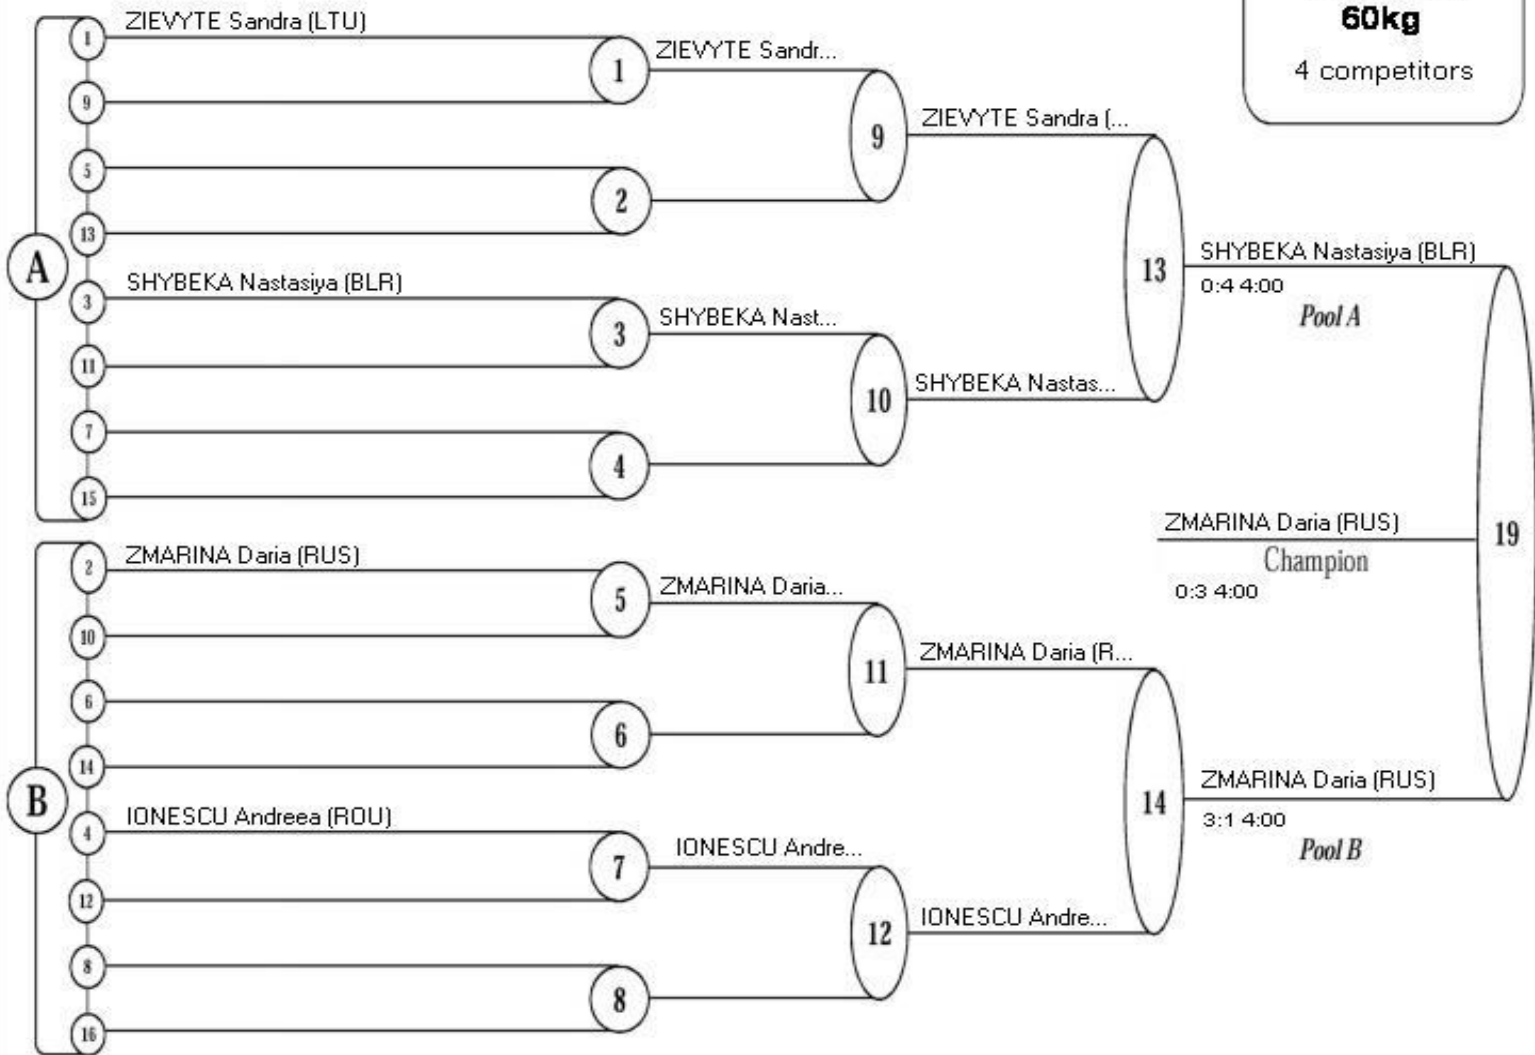 60kg
4 competitors
A
1
ZIEVYTE Sandra (LTU)
9
5
13
3
SHYBEKA Nastasiya (BLR)
11
7
15
1
2
3
4
ZIEVYTE Sandr...
SHYBEKA Nast...
9
10
ZIEVYTE Sandra (...
SHYBEKA Nastas...
13
SHYBEKA Nastasiya (BLR)
0:4 4:00
Pool A
B
2
ZMARINA Daria (RUS)
10
6
14
4
IONESCU Andreea (ROU)
12
8
16
5
6
7
8
ZMARINA Daria...
IONESCU Andre...
11
12
ZMARINA Daria (R...
IONESCU Andre...
14
ZMARINA Daria (RUS)
3:1 4:00
Pool B
19
ZMARINA Daria (RUS)
Champion
0:3 4:00